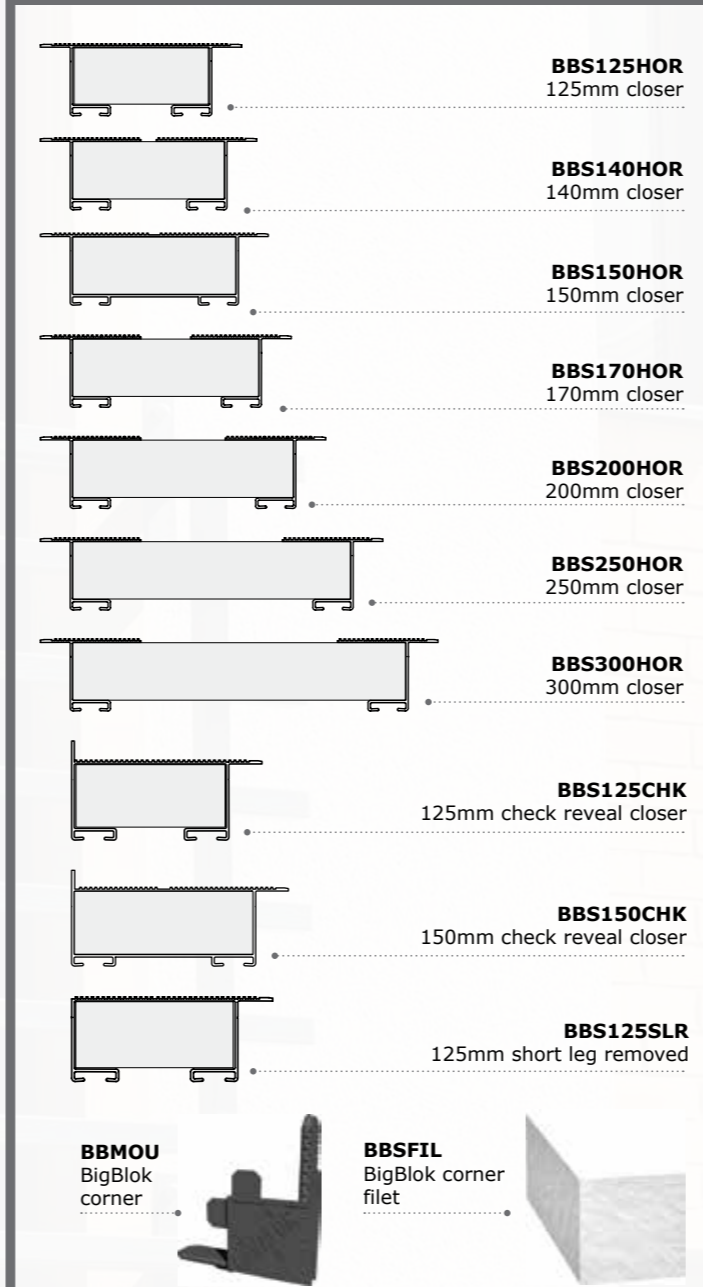 BBS125HOR
125mm closer
BBS140HOR
140mm closer
BBS150HOR
150mm closer
BBS170HOR
170mm closer
BBS200HOR
200mm closer
BBS250HOR
250mm closer
BBS300HOR
300mm closer
BBS125CHK
125mm check reveal closer
BBS150CHK
150mm check reveal closer
BBS125SLR
125mm short leg removed
BBMOU
BigBlok
corner
BBSFIL
BigBlok corner
filet